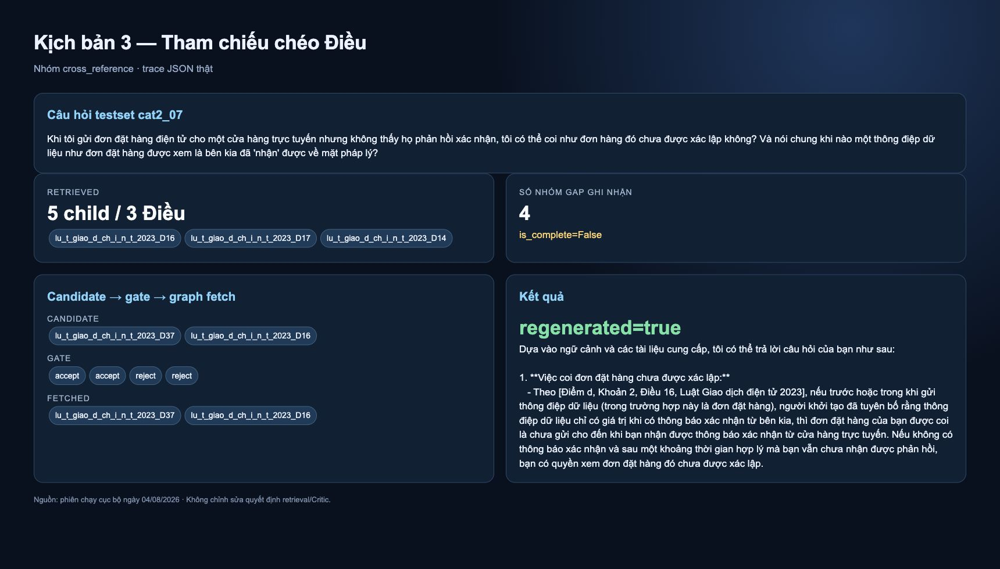 Kịch bản 3 — Tham chiếu chéo Điều
Nhóm cross_reference · trace JSON thật
Câu hỏi testset cat2_07
Khi tôi gửi đơn đặt hàng điện tử cho một cửa hàng trực tuyến nhưng không thấy họ phản hồi xác nhận, tôi có thể coi như đơn hàng đó chưa được xác lập không? Và nói chung khi nào một thông điệp dữ
liệu như đơn đặt hàng được xem là bên kia đã 'nhận' được về mặt pháp lý?
RETRIEVED
5 child / 3 Điều
lu_t_giao_d_ch_i_n_t_2023_D16 lu_t_giao_d_ch_i_n_t_2023_D17 lu_t_giao_d_ch_i_n_t_2023_D14
SỐ NHÓM GAP GHI NHẬN
4
is_complete=False
Candidate → gate → graph fetch
CANDIDATE
lu_t_giao_d_ch_i_n_t_2023_D37 lu_t_giao_d_ch_i_n_t_2023_D16
GATE
accept accept reject reject
FETCHED
lu_t_giao_d_ch_i_n_t_2023_D37 lu_t_giao_d_ch_i_n_t_2023_D16
Kết quả
regenerated=true
Dựa vào ngữ cảnh và các tài liệu cung cấp, tôi có thể trả lời câu hỏi của bạn như sau:
1. **Việc coi đơn đặt hàng chưa được xác lập:**
- Theo [Điểm d, Khoản 2, Điều 16, Luật Giao dịch điện tử 2023], nếu trước hoặc trong khi gửi
thông điệp dữ liệu (trong trường hợp này là đơn đặt hàng), người khởi tạo đã tuyên bố rằng thông
điệp dữ liệu chỉ có giá trị khi có thông báo xác nhận từ bên kia, thì đơn đặt hàng của bạn được coi
là chưa gửi cho đến khi bạn nhận được thông báo xác nhận từ cửa hàng trực tuyến. Nếu không có
thông báo xác nhận và sau một khoảng thời gian hợp lý mà bạn vẫn chưa nhận được phản hồi,
bạn có quyền xem đơn đặt hàng đó chưa được xác lập.
Nguồn: phiên chạy cục bộ ngày 04/08/2026 · Không chỉnh sửa quyết định retrieval/Critic.